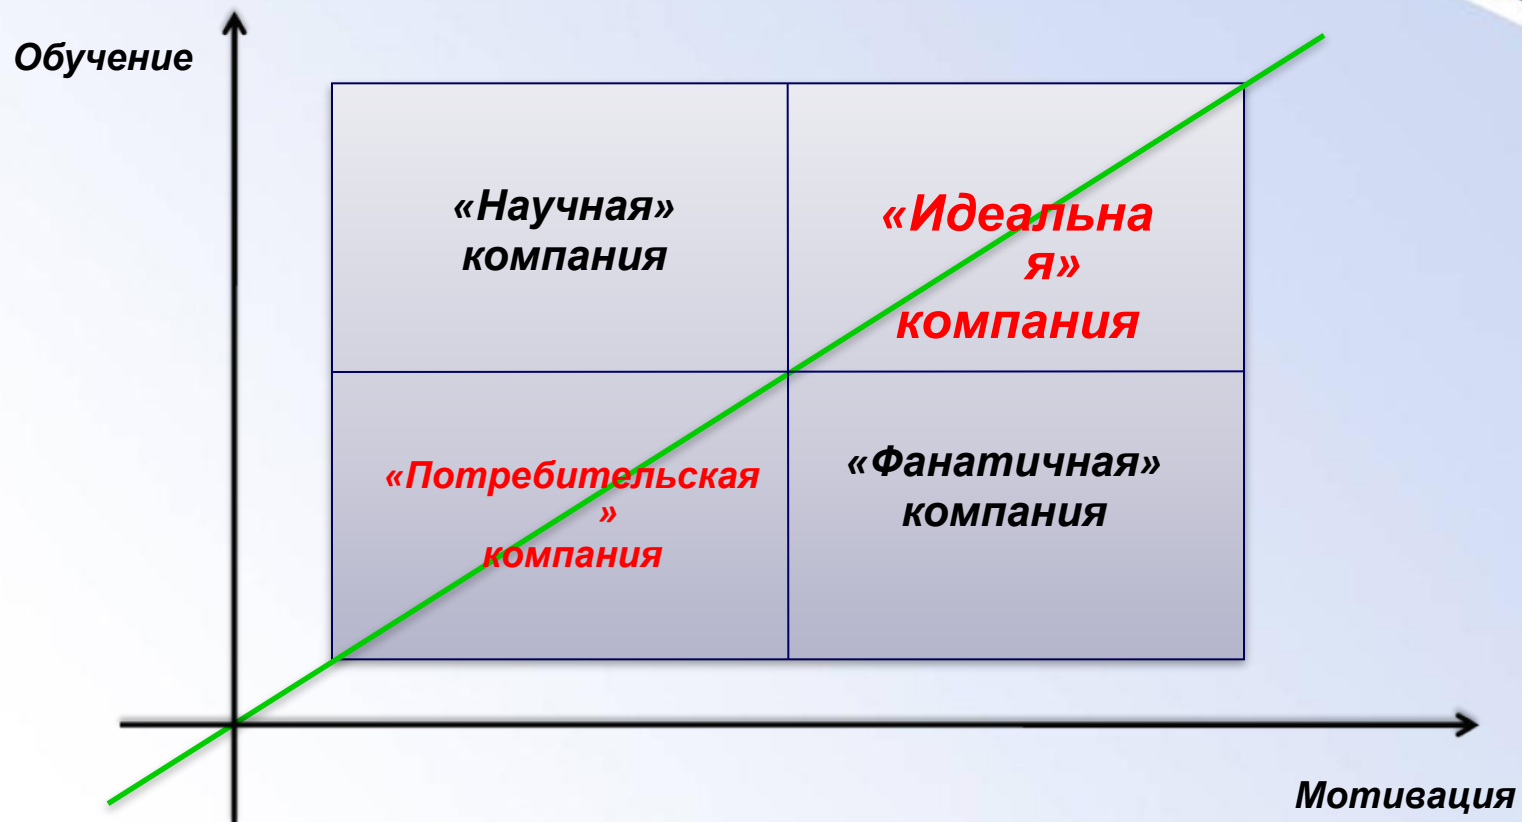 Обучение
«Научная»
компания
«Идеальна
я»
компания
«Потребительская
»
компания
«Фанатичная»
компания
Мотивация